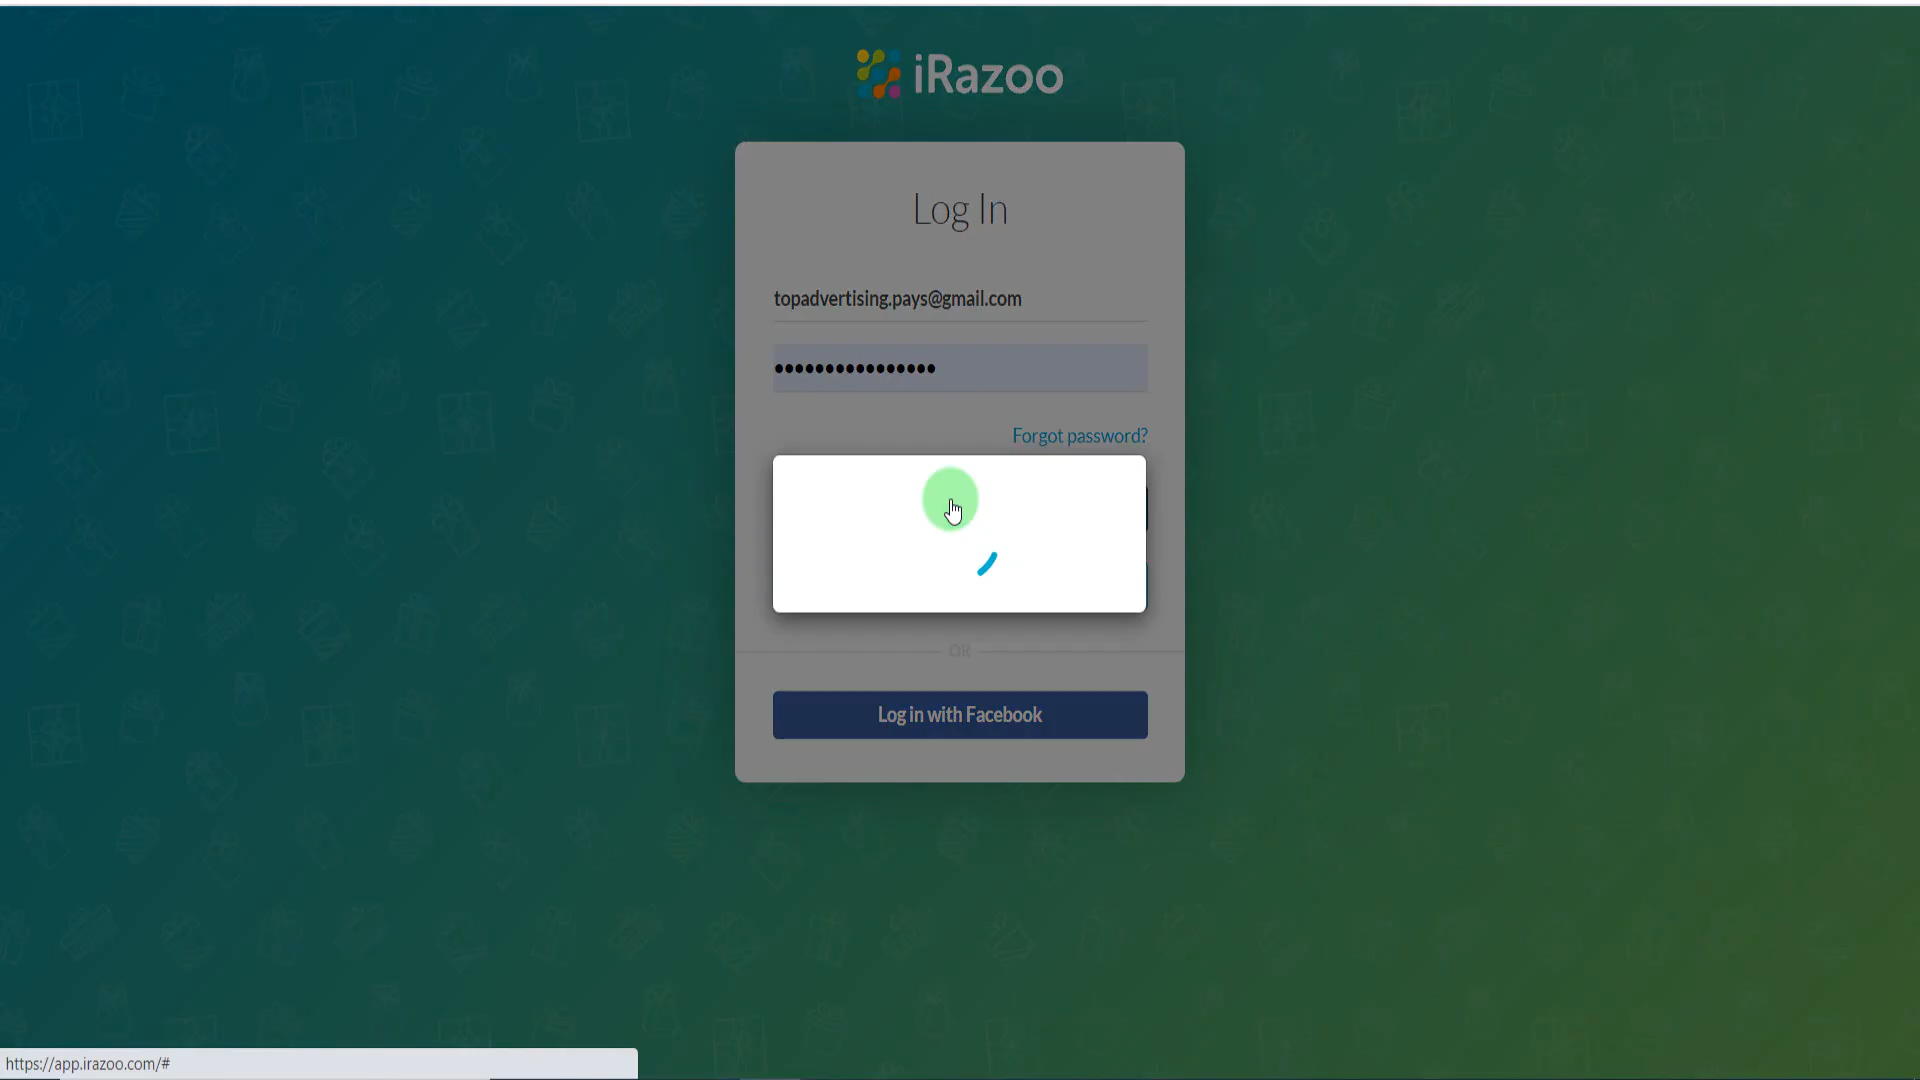 iRazoo
Log In
topadvertising.pays@gmail.com
••••••••••••••••
Forgot password?
OR
Log in with Facebook
https://app.irazoo.com/#